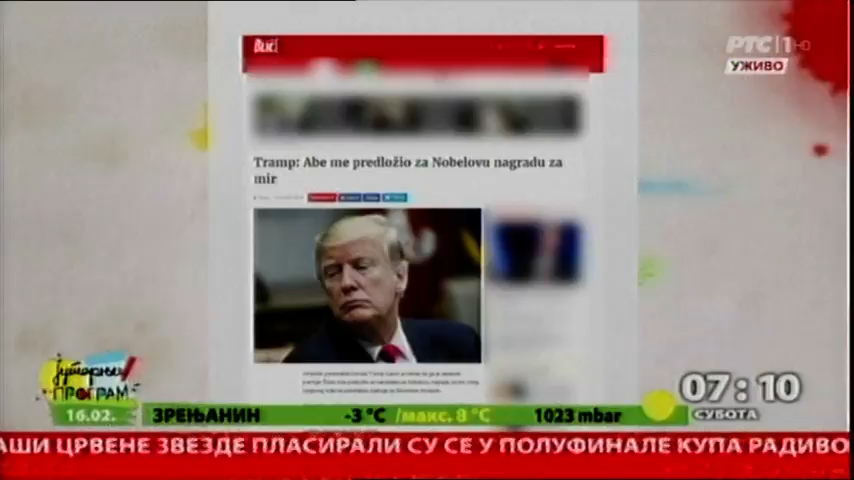 Blic
РТС 1 HD
УЖИВО
Tramp: Abe me predložio za Nobelovu nagradu za
mir
Јутарњи
ПРОГРАМ
07:10
16.02.
ЗРЕЊАНИН -3 °C /макс. 8 °C 1023 mbar
СУБОТА
АШИ ЦРВЕНЕ ЗВЕЗДЕ ПЛАСИРАЛИ СУ СЕ У ПОЛУФИНАЛЕ КУПА РАДИВО